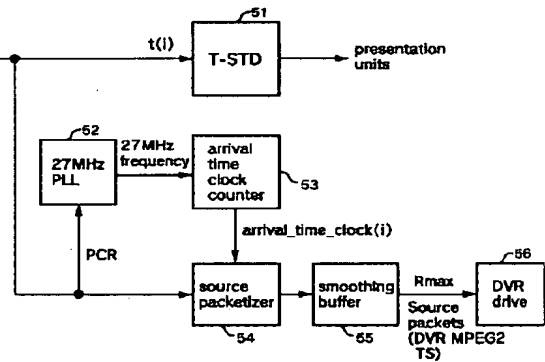 51
t(i)
T-STD
presentation
units
52
27MHz
PLL
27MHz
frequency
arrival
time
clock
counter
53
arrival_time_clock(i)
PCR
source
packetizer
54
smoothing
buffer
55
Rmax
Source
packets
(DVR MPEG2
TS)
56
DVR
drive